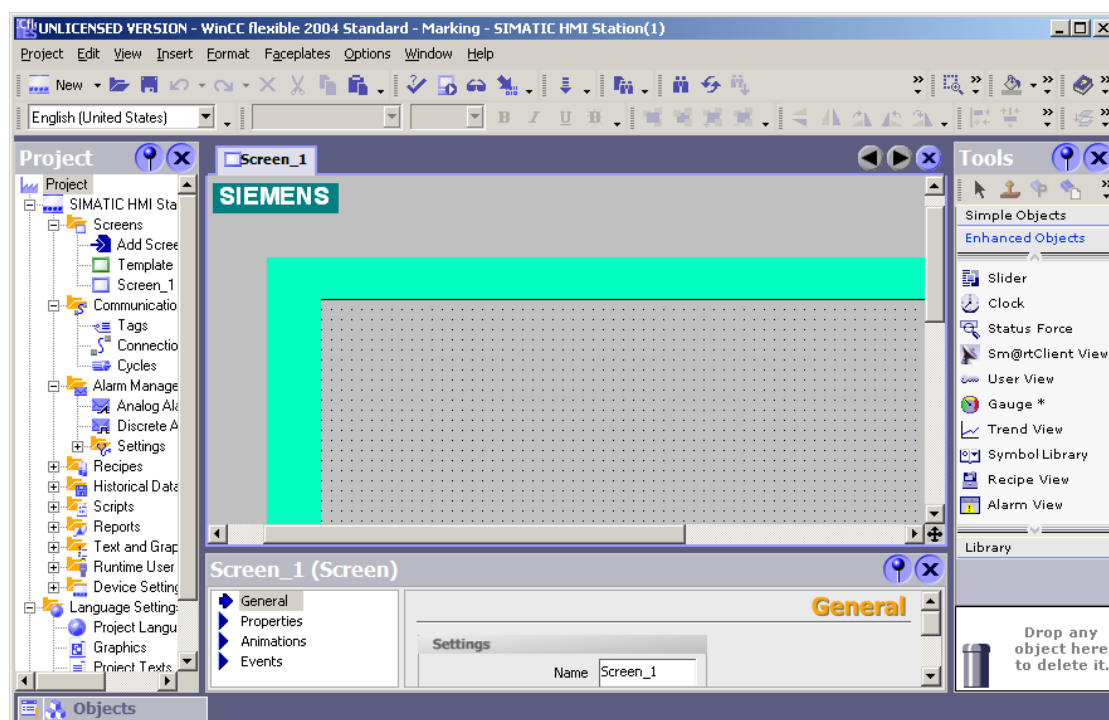 UNLICENSED VERSION - WinCC flexible 2004 Standard - Marking - SIMATIC HMI Station(1)
Project Edit View Insert Format Faceplates Options Window Help
New
English (United States)
B I U
Project
Screen_1
Tools
Project
SIMATIC HMI Sta
Screens
Add Scree
Template
Screen_1
Communicatio
Tags
Connectio
Cycles
Alarm Manage
Analog Ala
Discrete A
Settings
Recipes
Historical Data
Scripts
Reports
Text and Grap
Runtime User
Device Setting
Language Setting
Project Langu
Graphics
Project Texts
SIEMENS
Simple Objects
Enhanced Objects
Slider
Clock
Status Force
Sm@rtClient View
User View
Gauge *
Trend View
Symbol Library
Recipe View
Alarm View
Library
Drop any
object here
to delete it.
Screen_1 (Screen)
General
Properties
Animations
Events
General
Settings
Name Screen_1
Objects